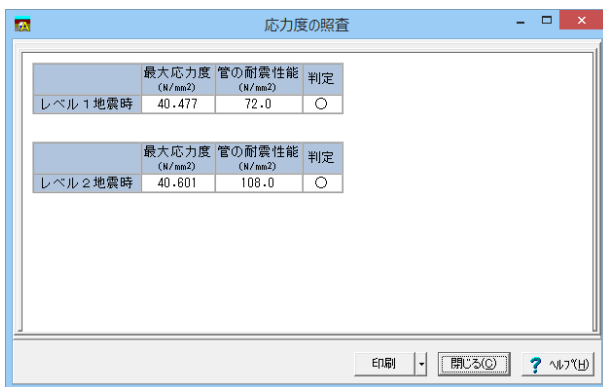 応力度の照査
最大応力度 管の耐震性能 判定
(N/mm2) (N/mm2)
レベル1地震時 40.477 72.0 ○
最大応力度 管の耐震性能 判定
(N/mm2) (N/mm2)
レベル2地震時 40.601 108.0 ○
印刷 閉じる(C) ? ヘルプ(H)